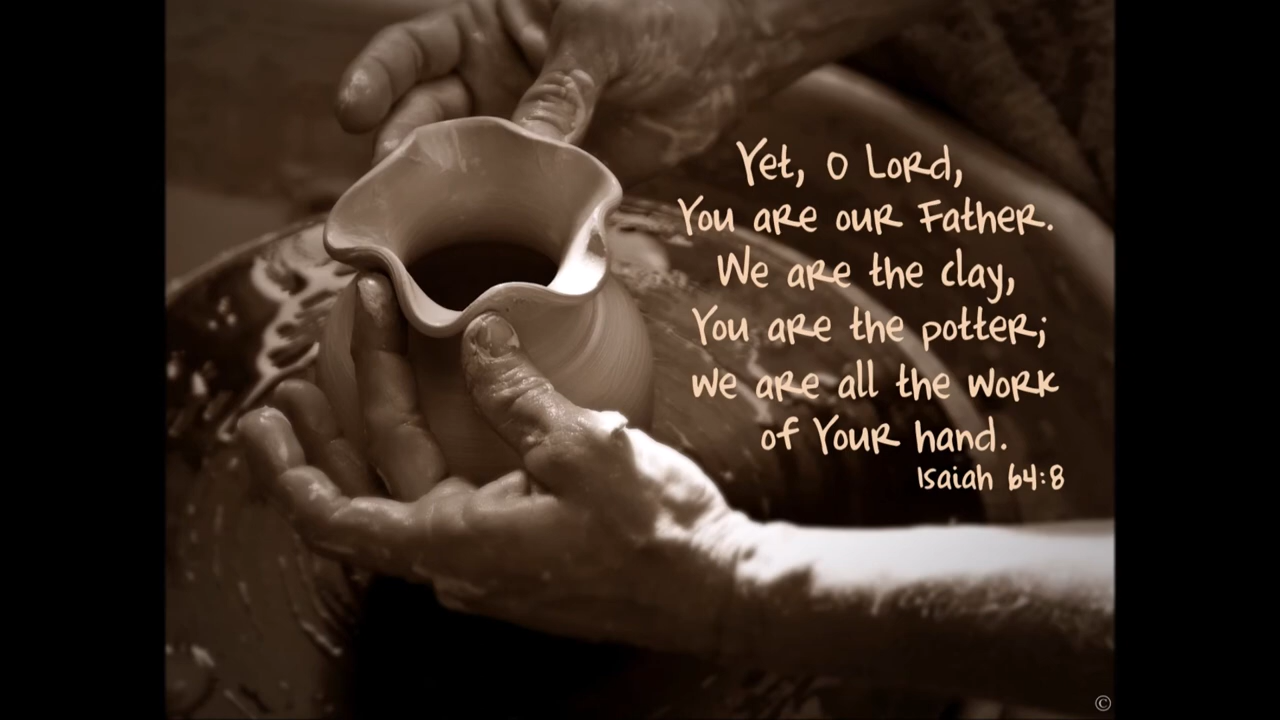 Yet, O Lord,
You are our Father.
We are the clay,
You are the potter;
we are all the work
of Your hand.
Isaiah 64:8
©